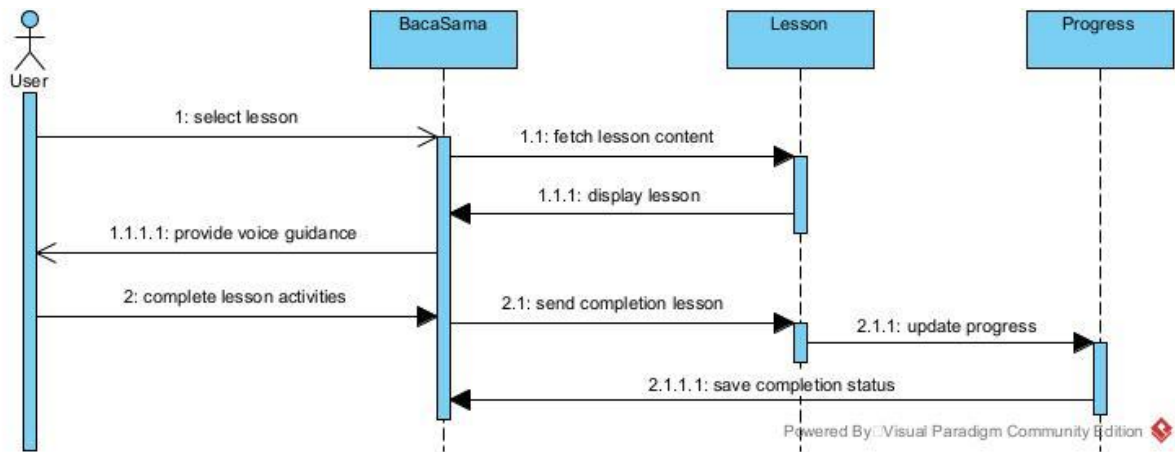 BacaSama
Lesson
Progress
User
1: select lesson
1.1: fetch lesson content
1.1.1: display lesson
1.1.1.1: provide voice guidance
2: complete lesson activities
2.1: send completion lesson
2.1.1: update progress
2.1.1.1: save completion status
Powered By Visual Paradigm Community Edition